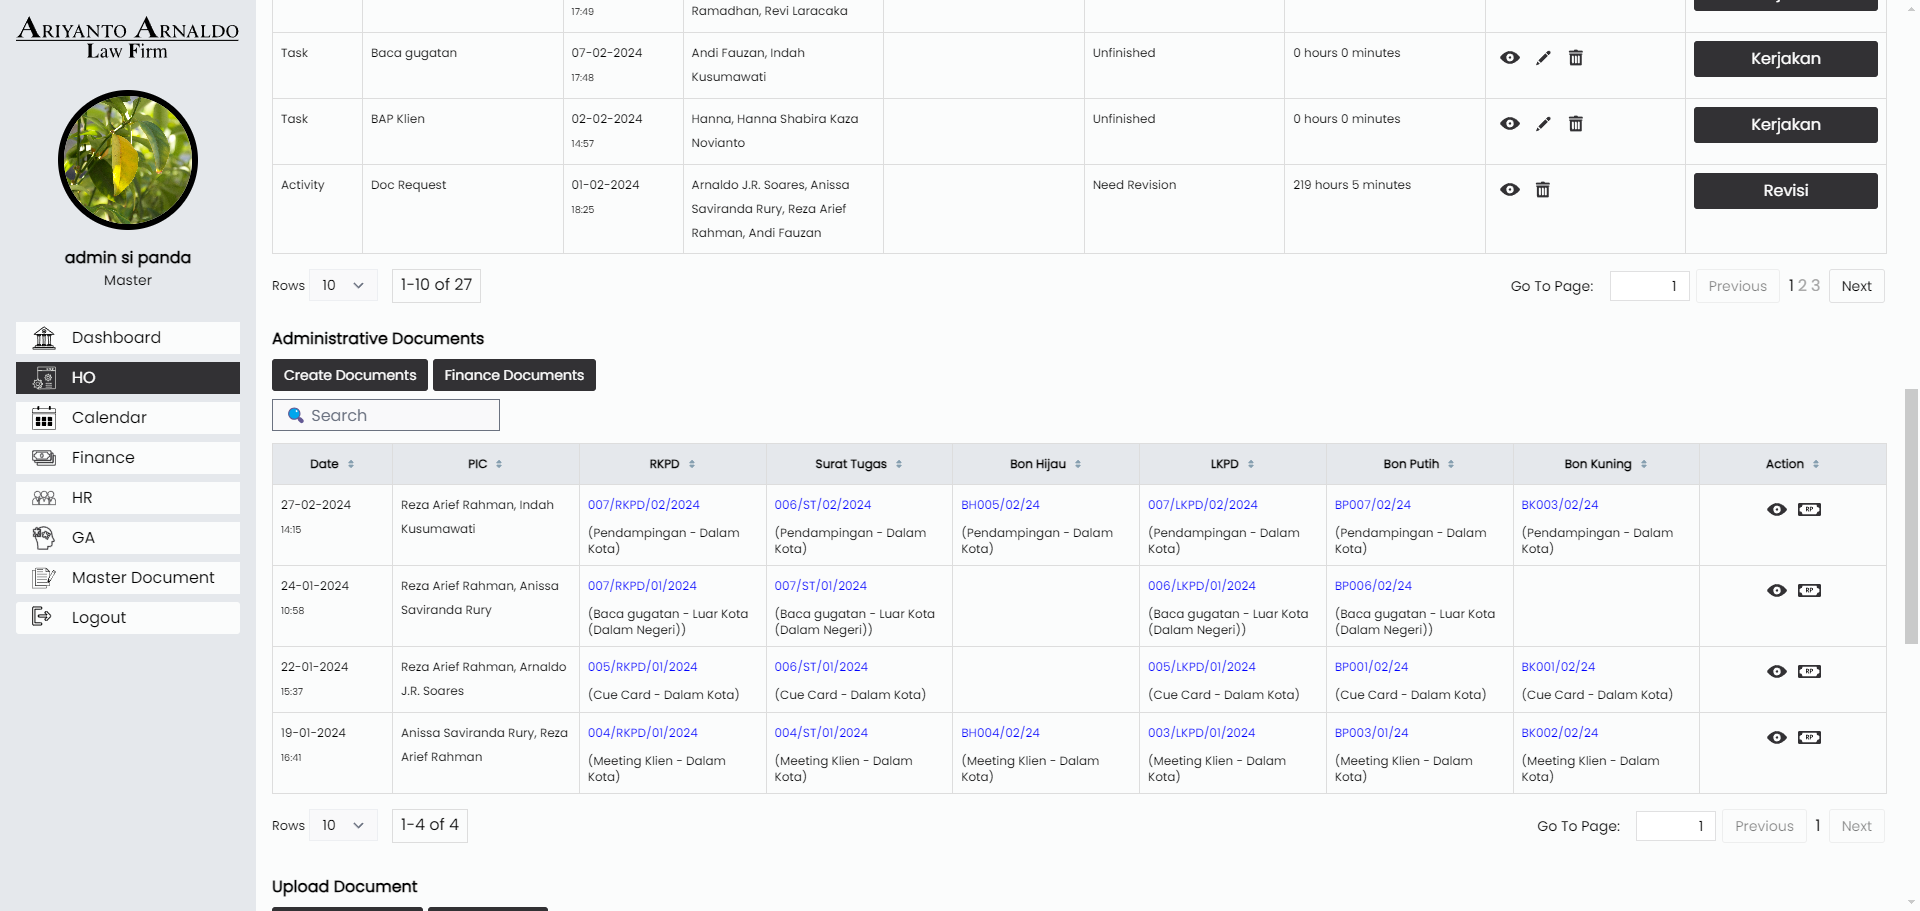 ARIYANTO ARNALDO
Law Firm
admin si panda
Master
Dashboard
HO
Calendar
Finance
HR
GA
Master Document
Logout
17:49
Ramadhan, Revi Laracaka
Task
Baca gugatan
07-02-2024
17:48
Andi Fauzan, Indah
Kusumawati
Unfinished
0 hours 0 minutes
Kerjakan
Task
BAP Klien
02-02-2024
14:57
Hanna, Hanna Shabira Kaza
Novianto
Unfinished
0 hours 0 minutes
Kerjakan
Activity
Doc Request
01-02-2024
18:25
Arnaldo J.R. Soares, Anissa
Saviranda Rury, Reza Arief
Rahman, Andi Fauzan
Need Revision
219 hours 5 minutes
Revisi
Rows 10 1-10 of 27
Go To Page: 1 Previous 1 2 3 Next
Administrative Documents
Create Documents Finance Documents
Search
Date PIC RKPD Surat Tugas Bon Hijau LKPD Bon Putih Bon Kuning Action
27-02-2024
14:15
Reza Arief Rahman, Indah
Kusumawati
007/RKPD/02/2024
(Pendampingan - Dalam
Kota)
006/ST/02/2024
(Pendampingan - Dalam
Kota)
BH005/02/24
(Pendampingan - Dalam
Kota)
007/LKPD/02/2024
(Pendampingan - Dalam
Kota)
BP007/02/24
(Pendampingan - Dalam
Kota)
BK003/02/24
(Pendampingan - Dalam
Kota)
RP
24-01-2024
10:58
Reza Arief Rahman, Anissa
Saviranda Rury
007/RKPD/01/2024
(Baca gugatan - Luar Kota
(Dalam Negeri))
007/ST/01/2024
(Baca gugatan - Luar Kota
(Dalam Negeri))
006/LKPD/01/2024
(Baca gugatan - Luar Kota
(Dalam Negeri))
BP006/02/24
(Baca gugatan - Luar Kota
(Dalam Negeri))
RP
22-01-2024
15:37
Reza Arief Rahman, Arnaldo
J.R. Soares
005/RKPD/01/2024
(Cue Card - Dalam Kota)
006/ST/01/2024
(Cue Card - Dalam Kota)
005/LKPD/01/2024
(Cue Card - Dalam Kota)
BP001/02/24
(Cue Card - Dalam Kota)
BK001/02/24
(Cue Card - Dalam Kota)
RP
19-01-2024
16:41
Anissa Saviranda Rury, Reza
Arief Rahman
004/RKPD/01/2024
(Meeting Klien - Dalam
Kota)
004/ST/01/2024
(Meeting Klien - Dalam
Kota)
BH004/02/24
(Meeting Klien - Dalam
Kota)
003/LKPD/01/2024
(Meeting Klien - Dalam
Kota)
BP003/01/24
(Meeting Klien - Dalam
Kota)
BK002/02/24
(Meeting Klien - Dalam
Kota)
RP
Rows 10 1-4 of 4
Go To Page: 1 Previous 1 Next
Upload Document